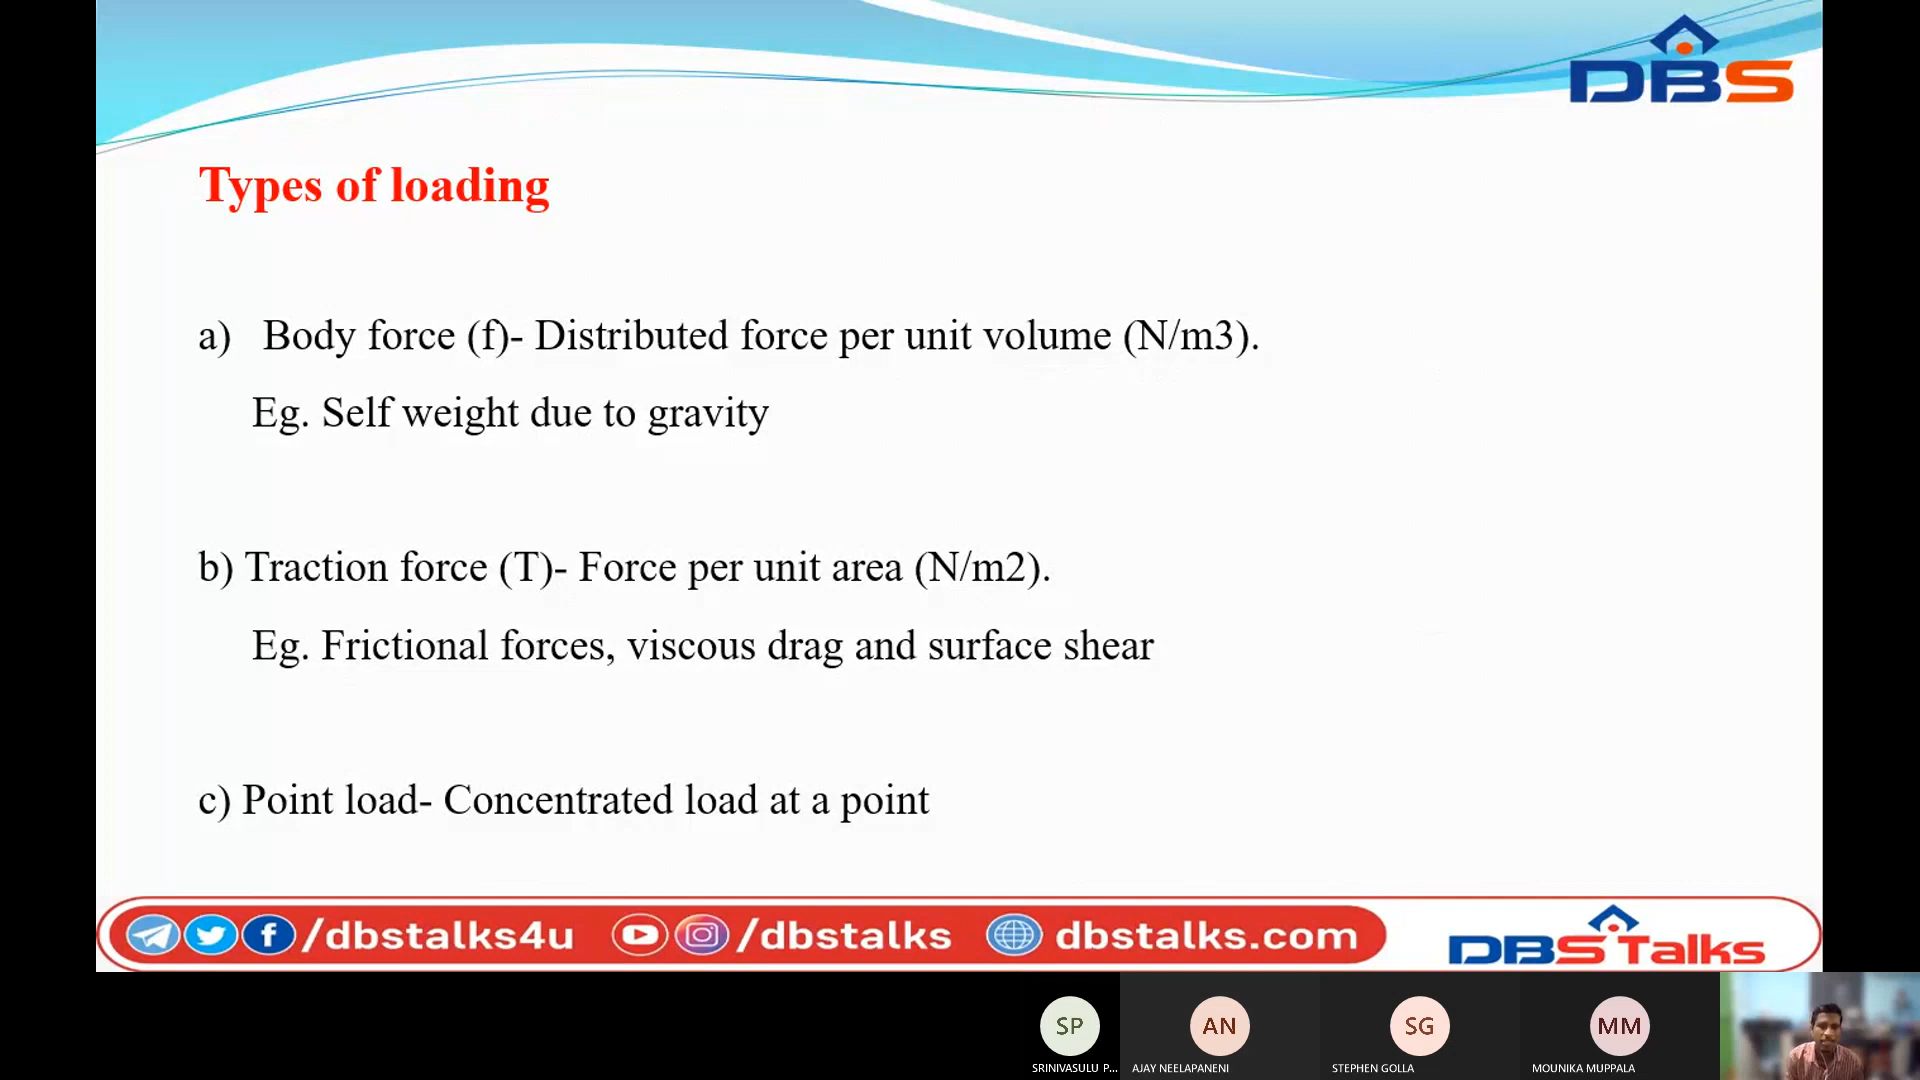 DBS
Types of loading
a) Body force (f)- Distributed force per unit volume (N/m3).
Eg. Self weight due to gravity
b) Traction force (T)- Force per unit area (N/m2).
Eg. Frictional forces, viscous drag and surface shear
c) Point load- Concentrated load at a point
/dbstalks4u /dbstalks dbstalks.com DBS Talks
SP AN SG MM
SRINIVASULU P... AJAY NEELAPANENI STEPHEN GOLLA MOUNIKA MUPPALA